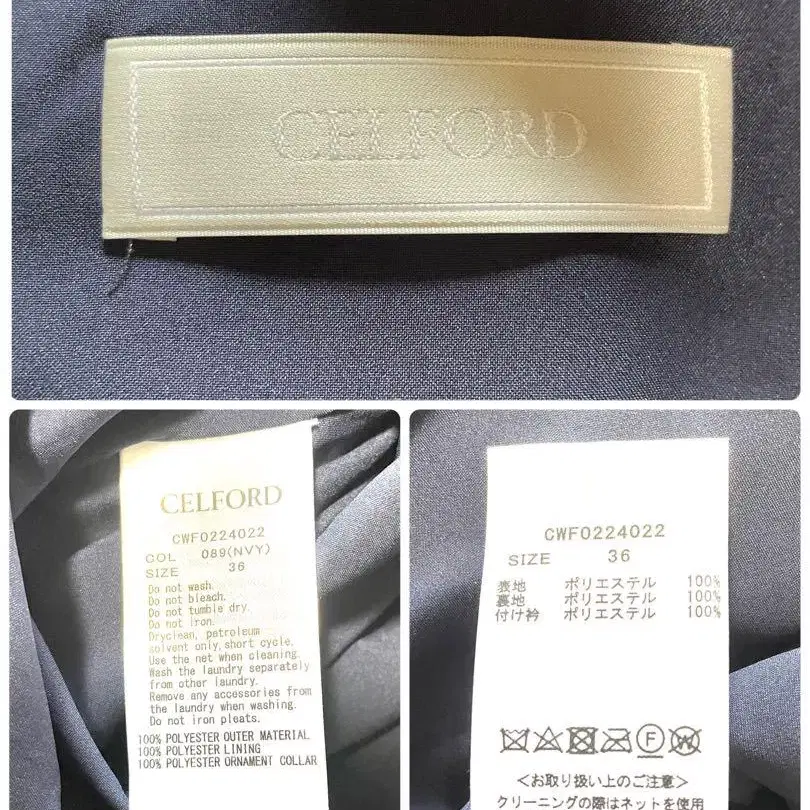 CELFORD
CELFORD
CWF0224022
COL 089(NVY)
SIZE 36
Do not wash.
Do not bleach.
Do not tumble dry.
Do not iron.
Dryclean, petroleum
solvent only, short cycle.
Use the net when cleaning.
Wash the laundry separately
from other laundry.
Remove any accessories from
the laundry when washing.
Do not iron pleats.
100% POLYESTER OUTER MATERIAL
100% POLYESTER LINING
100% POLYESTER ORNAMENT COLLAR
CWF0224022
SIZE 36
表地 ポリエステル 100%
裏地 ポリエステル 100%
付け衿 ポリエステル 100%
F W
<お取り扱い上のご注意>
クリーニングの際はネットを使用